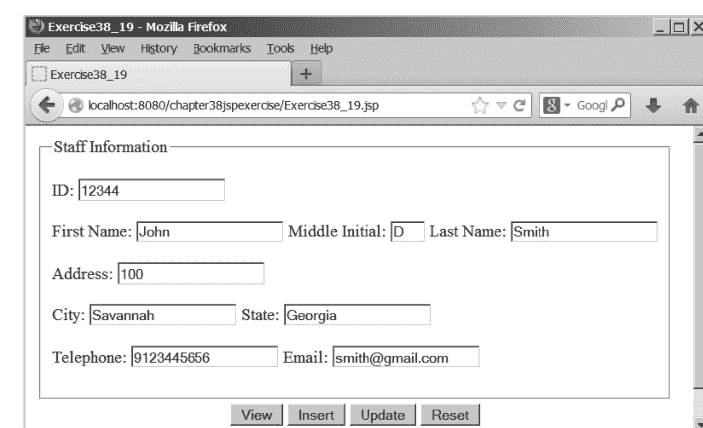 Exercise38_19 - Mozilla Firefox
File Edit View History Bookmarks Tools Help
Exercise38_19 +
localhost:8080/chapter38jspexercise/Exercise38_19.jsp 8 Googl
Staff Information
ID: 12344
First Name: John Middle Initial: D Last Name: Smith
Address: 100
City: Savannah State: Georgia
Telephone: 9123445656 Email: smith@gmail.com
View Insert Update Reset